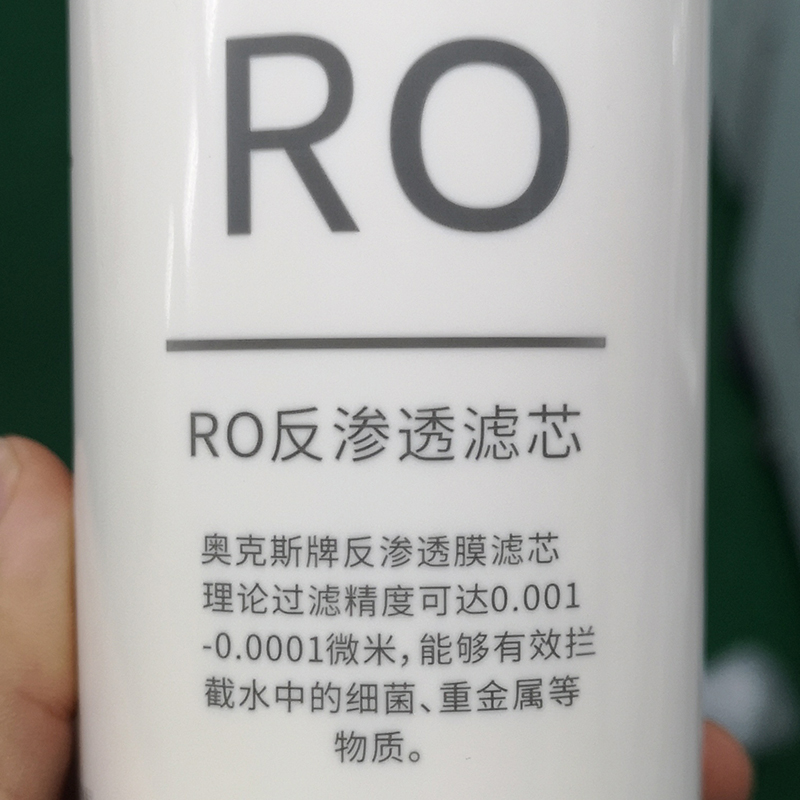 RO
RO反渗透滤芯
奥克斯牌反渗透膜滤芯
理论过滤精度可达0.001
-0.0001微米，能够有效拦
截水中的细菌、重金属等
物质。